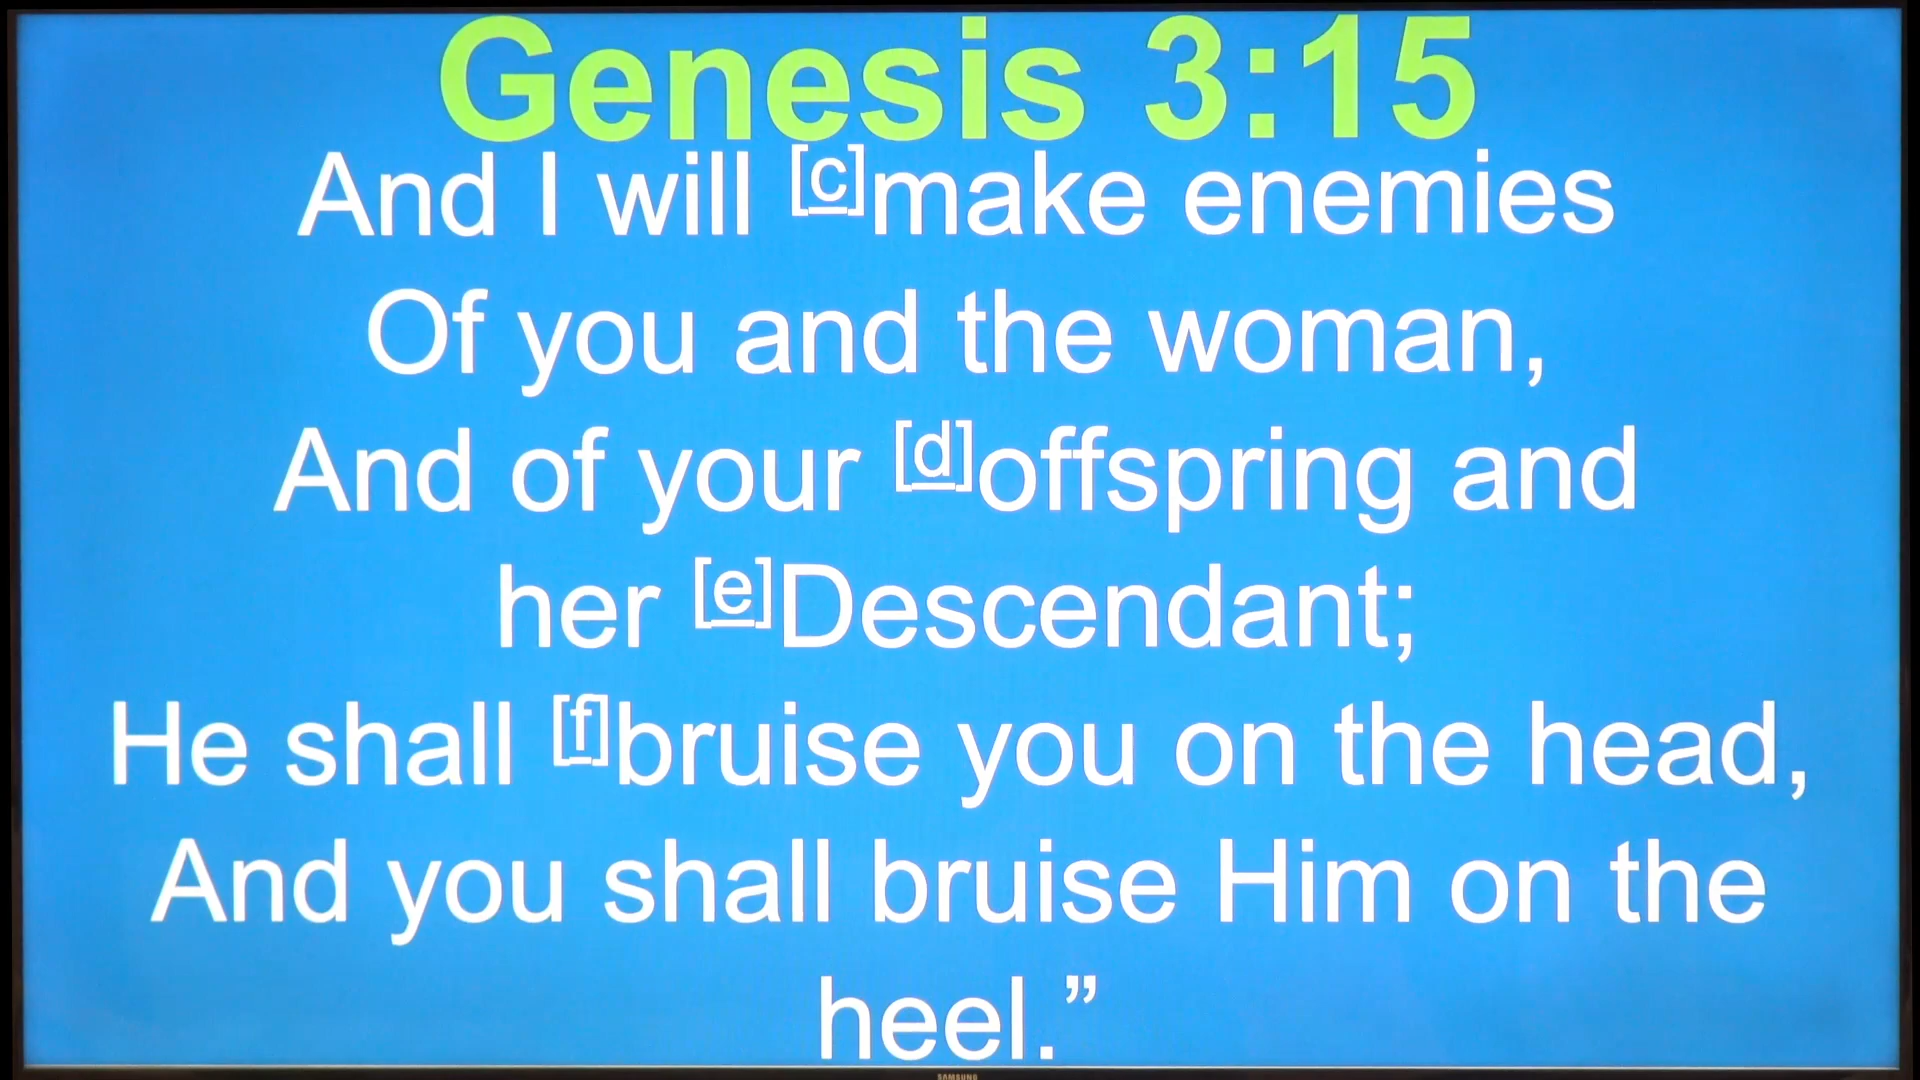 Genesis 3:15
And I will [c]make enemies
Of you and the woman,
And of your [d]offspring and
her [e]Descendant;
He shall [f]bruise you on the head,
And you shall bruise Him on the
heel.”
SAMSUNG